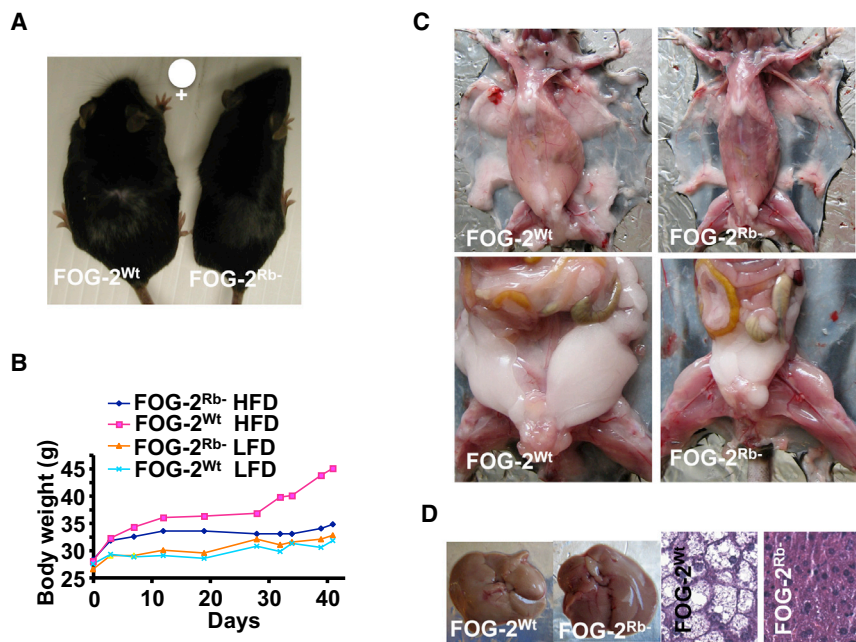 A
FOG-2Wt
FOG-2Rb-
B
FOG-2Rb- HFD
FOG-2Wt HFD
FOG-2Rb- LFD
FOG-2Wt LFD
Body weight (g)
45
40
35
30
25
0
10
20
30
40
Days
C
FOG-2Wt
FOG-2Rb-
FOG-2Wt
FOG-2Rb-
D
FOG-2Wt
FOG-2Rb-
FOG-2Wt
FOG-2Rb-